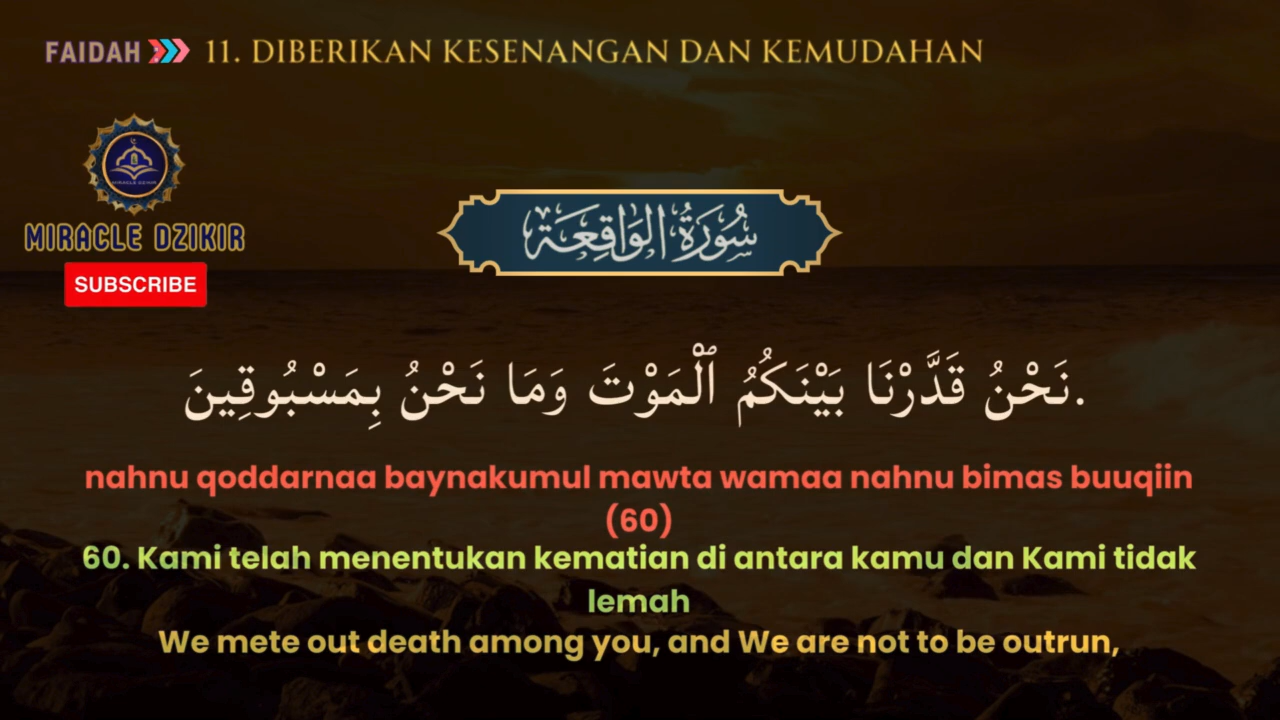 FAIDAH 11. DIBERIKAN KESENANGAN DAN KEMUDAHAN
MIRACLE DZIKIR
MIRACLE DZIKIR
SUBSCRIBE
سُورَةُ الوَاقِعَة
نَحْنُ قَدَّرْنَا بَيْنَكُمُ ٱلْمَوْتَ وَمَا نَحْنُ بِمَسْبُوقِينَ.
nahnu qoddarnaa baynakumul mawta wamaa nahnu bimas buuqiin
(60)
60. Kami telah menentukan kematian di antara kamu dan Kami tidak
lemah
We mete out death among you, and We are not to be outrun,